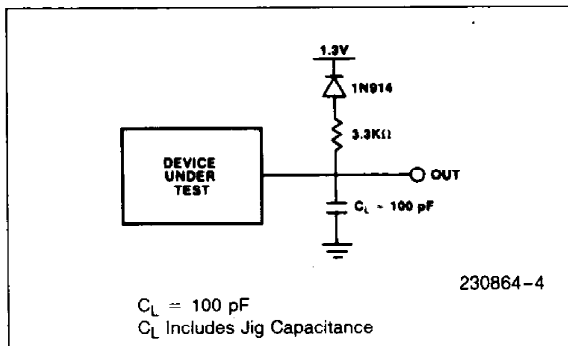 1.3V
1N914
3.3KΩ
DEVICE
UNDER
TEST
OUT
CL = 100 pF
230864-4
CL = 100 pF
CL Includes Jig Capacitance